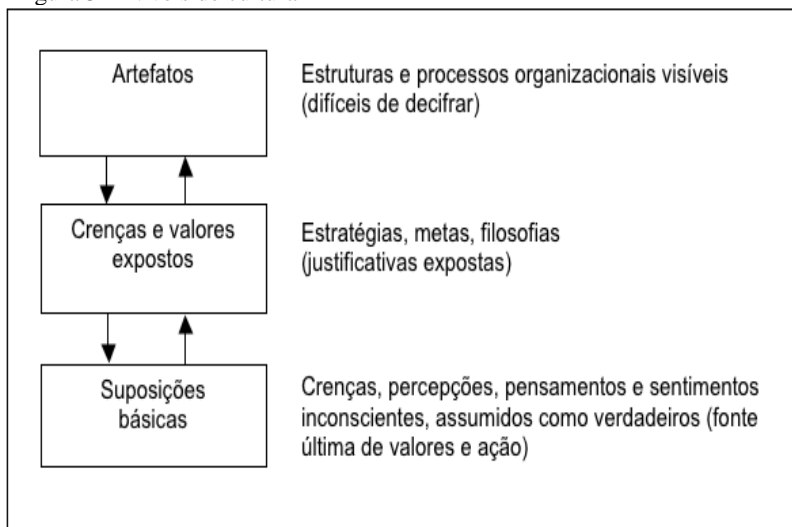 Artefatos
Estruturas e processos organizacionais visíveis
(difíceis de decifrar)
Crenças e valores
expostos
Estratégias, metas, filosofias
(justificativas expostas)
Suposições
básicas
Crenças, percepções, pensamentos e sentimentos
inconscientes, assumidos como verdadeiros (fonte
última de valores e ação)